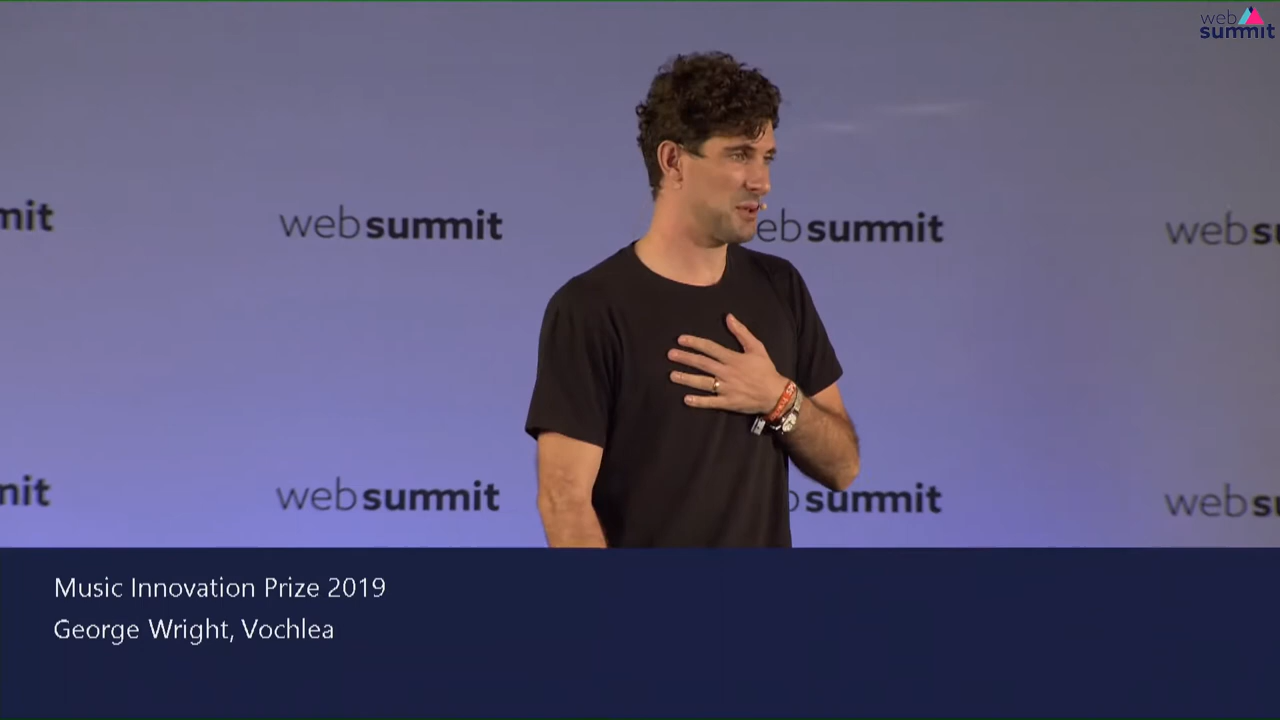 web
summit
mit
web summit
eb summit
web su
nit
web summit
summit
web su
Music Innovation Prize 2019
George Wright, Vochlea